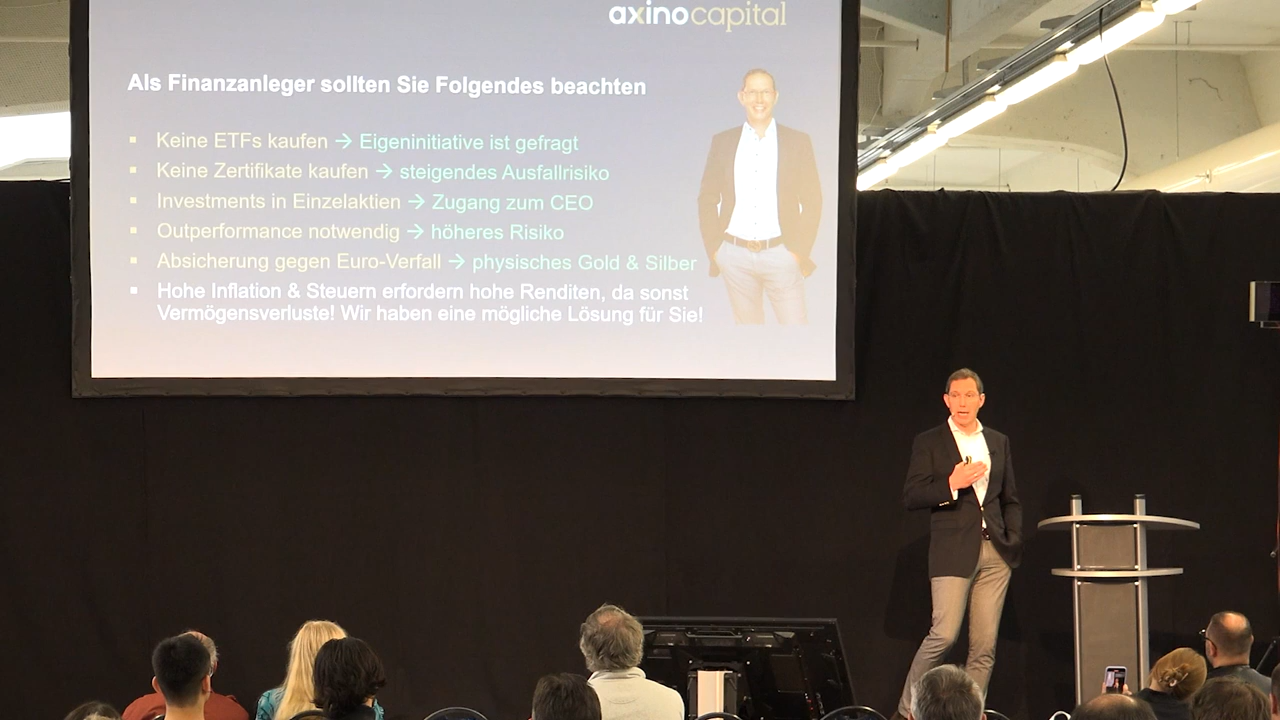 axinocapital
Als Finanzanleger sollten Sie Folgendes beachten
▪ Keine ETFs kaufen → Eigeninitiative ist gefragt
▪ Keine Zertifikate kaufen → steigendes Ausfallrisiko
▪ Investments in Einzelaktien → Zugang zum CEO
▪ Outperformance notwendig → höheres Risiko
▪ Absicherung gegen Euro-Verfall → physisches Gold & Silber
▪ Hohe Inflation & Steuern erfordern hohe Renditen, da sonst
Vermögensverluste! Wir haben eine mögliche Lösung für Sie!